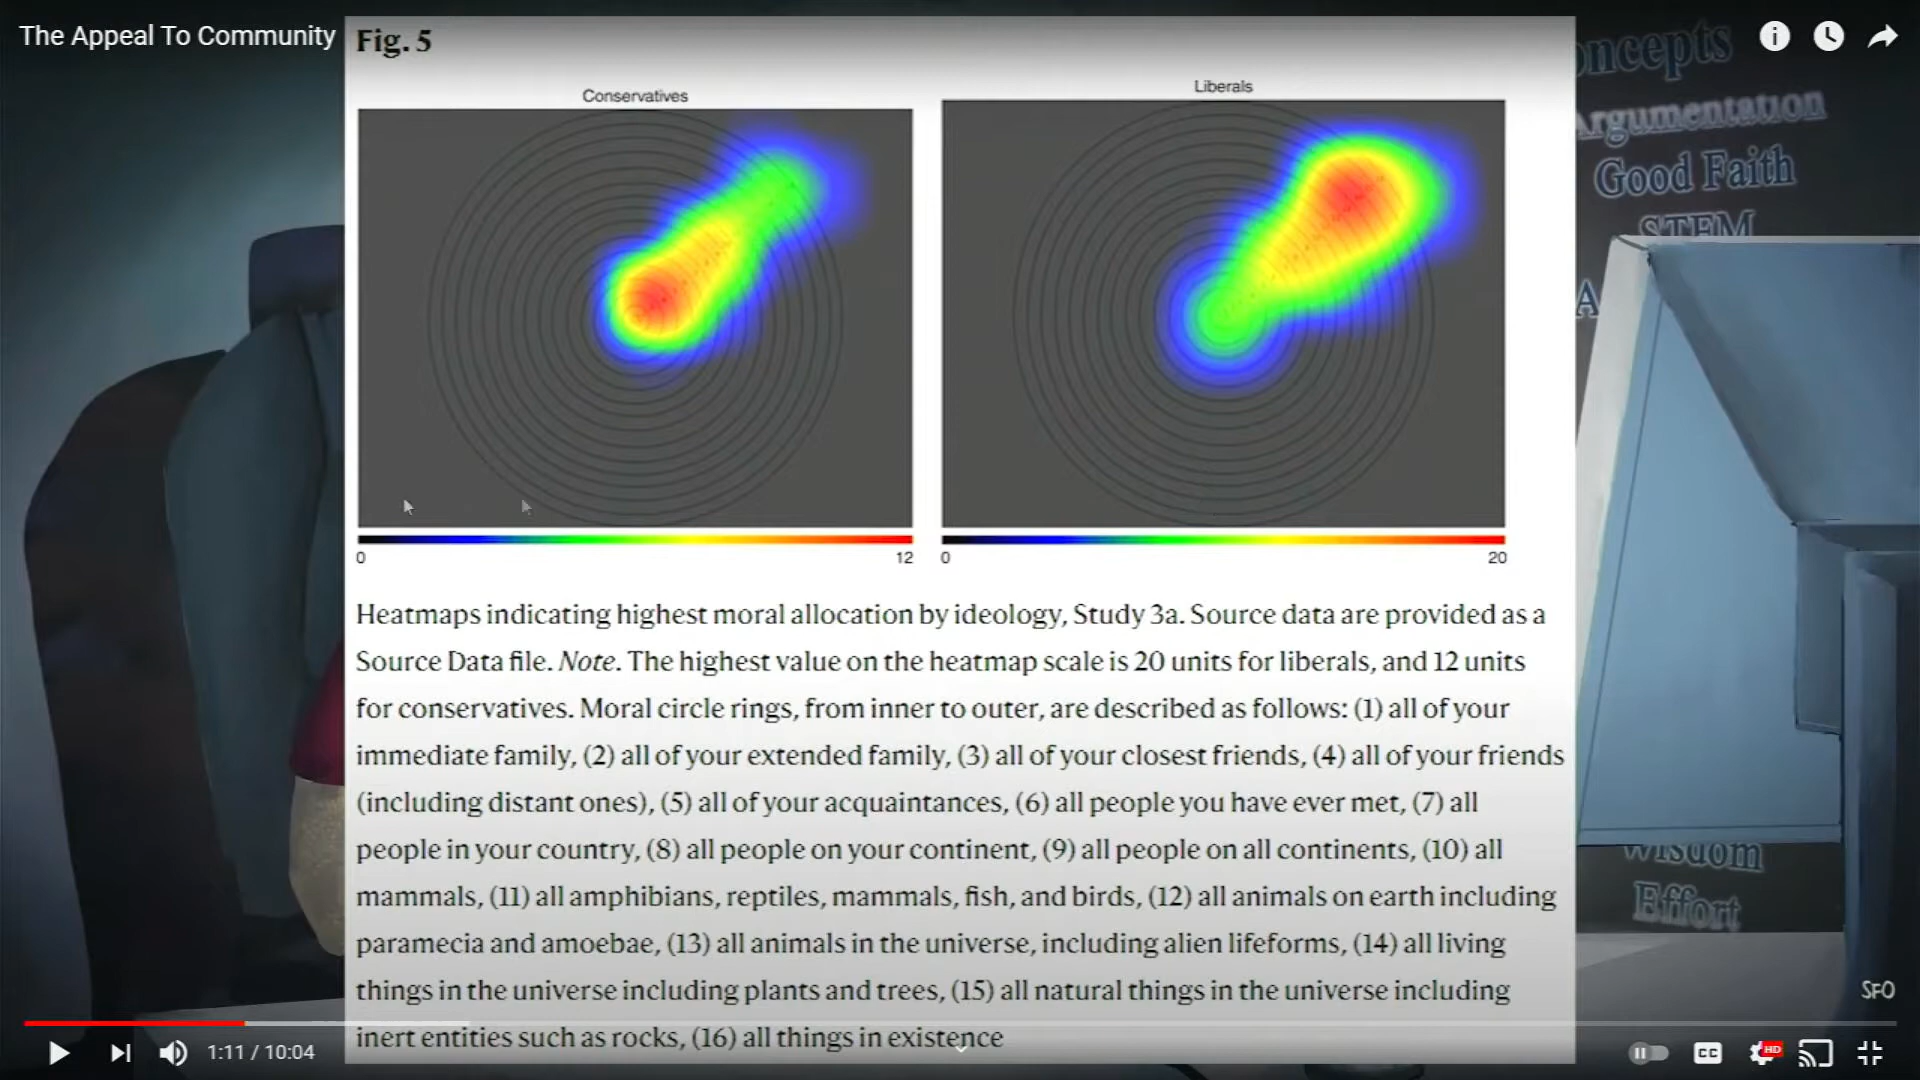 The Appeal To Community
Fig. 5
Conservatives
Liberals
0
12
0
20
Heatmaps indicating highest moral allocation by ideology, Study 3a. Source data are provided as a
Source Data file. Note. The highest value on the heatmap scale is 20 units for liberals, and 12 units
for conservatives. Moral circle rings, from inner to outer, are described as follows: (1) all of your
immediate family, (2) all of your extended family, (3) all of your closest friends, (4) all of your friends
(including distant ones), (5) all of your acquaintances, (6) all people you have ever met, (7) all
people in your country, (8) all people on your continent, (9) all people on all continents, (10) all
mammals, (11) all amphibians, reptiles, mammals, fish, and birds, (12) all animals on earth including
paramecia and amoebae, (13) all animals in the universe, including alien lifeforms, (14) all living
things in the universe including plants and trees, (15) all natural things in the universe including
inert entities such as rocks, (16) all things in existence
oncepts
Argumentation
Good Faith
STEM
A
Wisdom
Effort
SFO
1:11 / 10:04
CC
HD